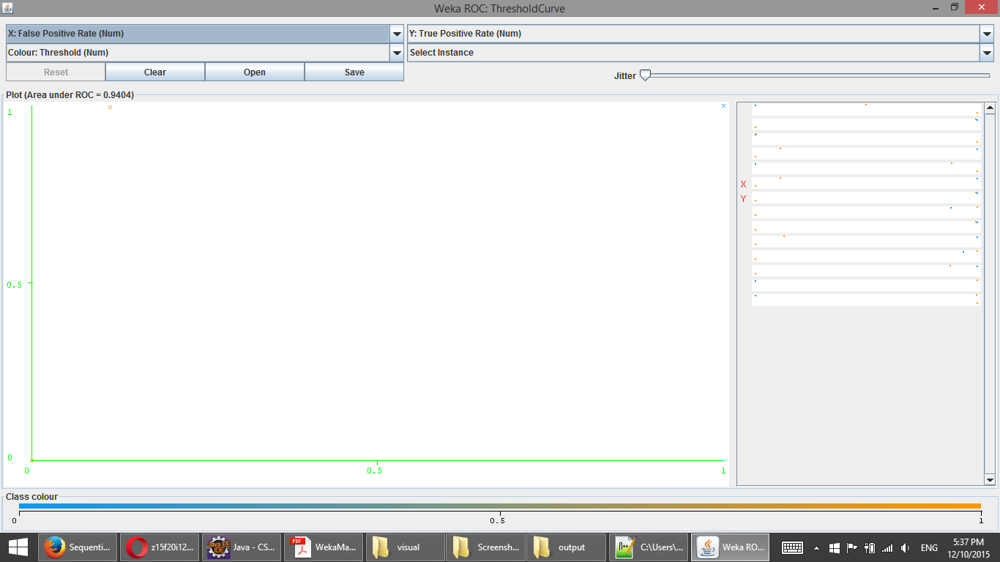 Weka ROC: ThresholdCurve
X: False Positive Rate (Num)
Y: True Positive Rate (Num)
Colour: Threshold (Num)
Select Instance
Reset
Clear
Open
Save
Jitter
Plot (Area under ROC = 0.9404)
1
0.5
0
0
0.5
1
X
Y
Class colour
0
0.5
1
Sequenti...
z15f20i12...
Java - CS...
WekaMa...
visual
Screensh...
output
C:\Users\...
Weka RO...
ENG
5:37 PM
12/10/2015